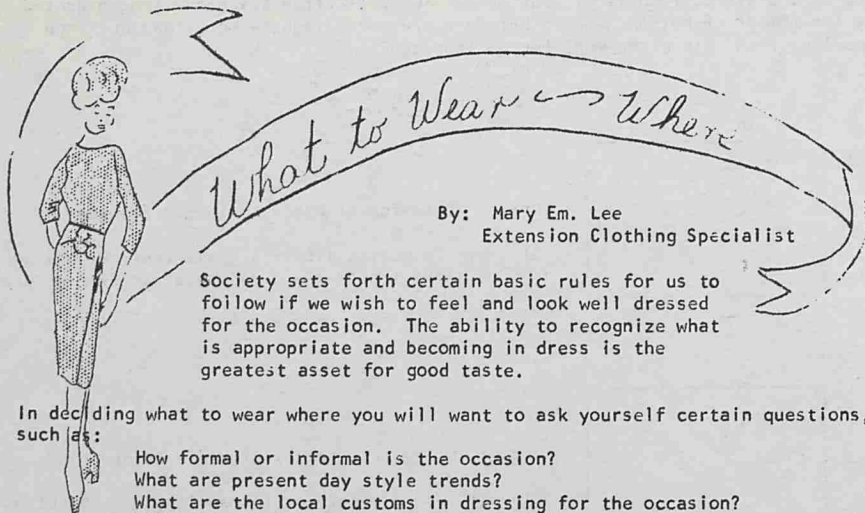 What to Wear Where
By: Mary Em. Lee
Extension Clothing Specialist
Society sets forth certain basic rules for us to
follow if we wish to feel and look well dressed
for the occasion. The ability to recognize what
is appropriate and becoming in dress is the
greatest asset for good taste.
In deciding what to wear where you will want to ask yourself certain questions,
such as:
How formal or informal is the occasion?
What are present day style trends?
What are the local customs in dressing for the occasion?